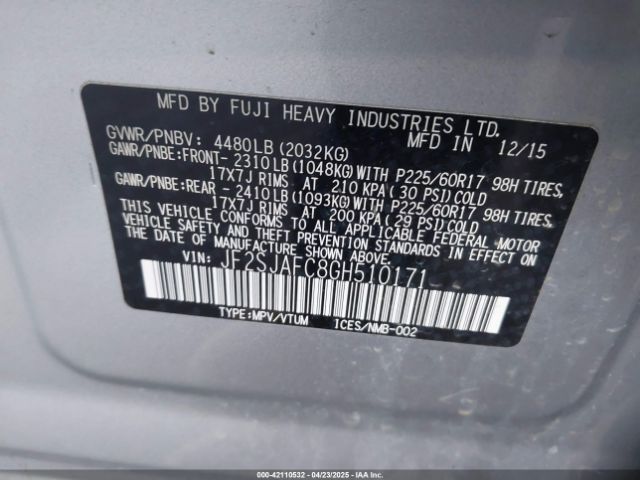 MFD BY FUJI HEAVY INDUSTRIES LTD.
GVWR/PNBV: 4480LB(2032KG) MFD IN 12/15
GAWR/PNBE:FRONT- 2310LB(1048KG)WITH P225/60R17 98H TIRES,
17X7J RIMS AT 210 KPA(30 PSI)COLD
GAWR/PNBE:REAR - 2410LB(1093KG)WITH P225/60R17 98H TIRES,
17X7J RIMS AT 200 KPA(29 PSI)COLD
THIS VEHICLE CONFORMS TO ALL APPLICABLE FEDERAL MOTOR
VEHICLE SAFETY AND THEFT PREVENTION STANDARDS IN EFFECT
ON THE DATE OF MANUFACTURE SHOWN ABOVE.
VIN: JF2SJAFC8GH510171
TYPE:MPV/VTUM ICES/NMB-002
000-42110532 - 04/23/2025 - IAAI.COM